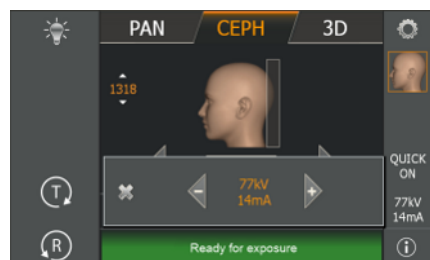 PAN
CEPH
3D
1318
QUICK
ON
77kV
14mA
77kV
14mA
T
R
Ready for exposure
i